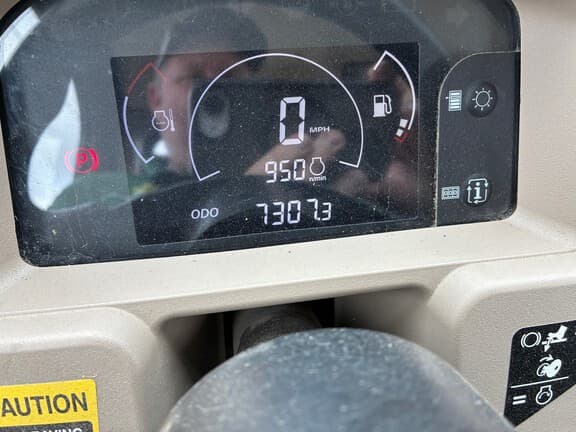 0 MPH
950 n/min
ODO 7307.3
P
i
AUTION
=